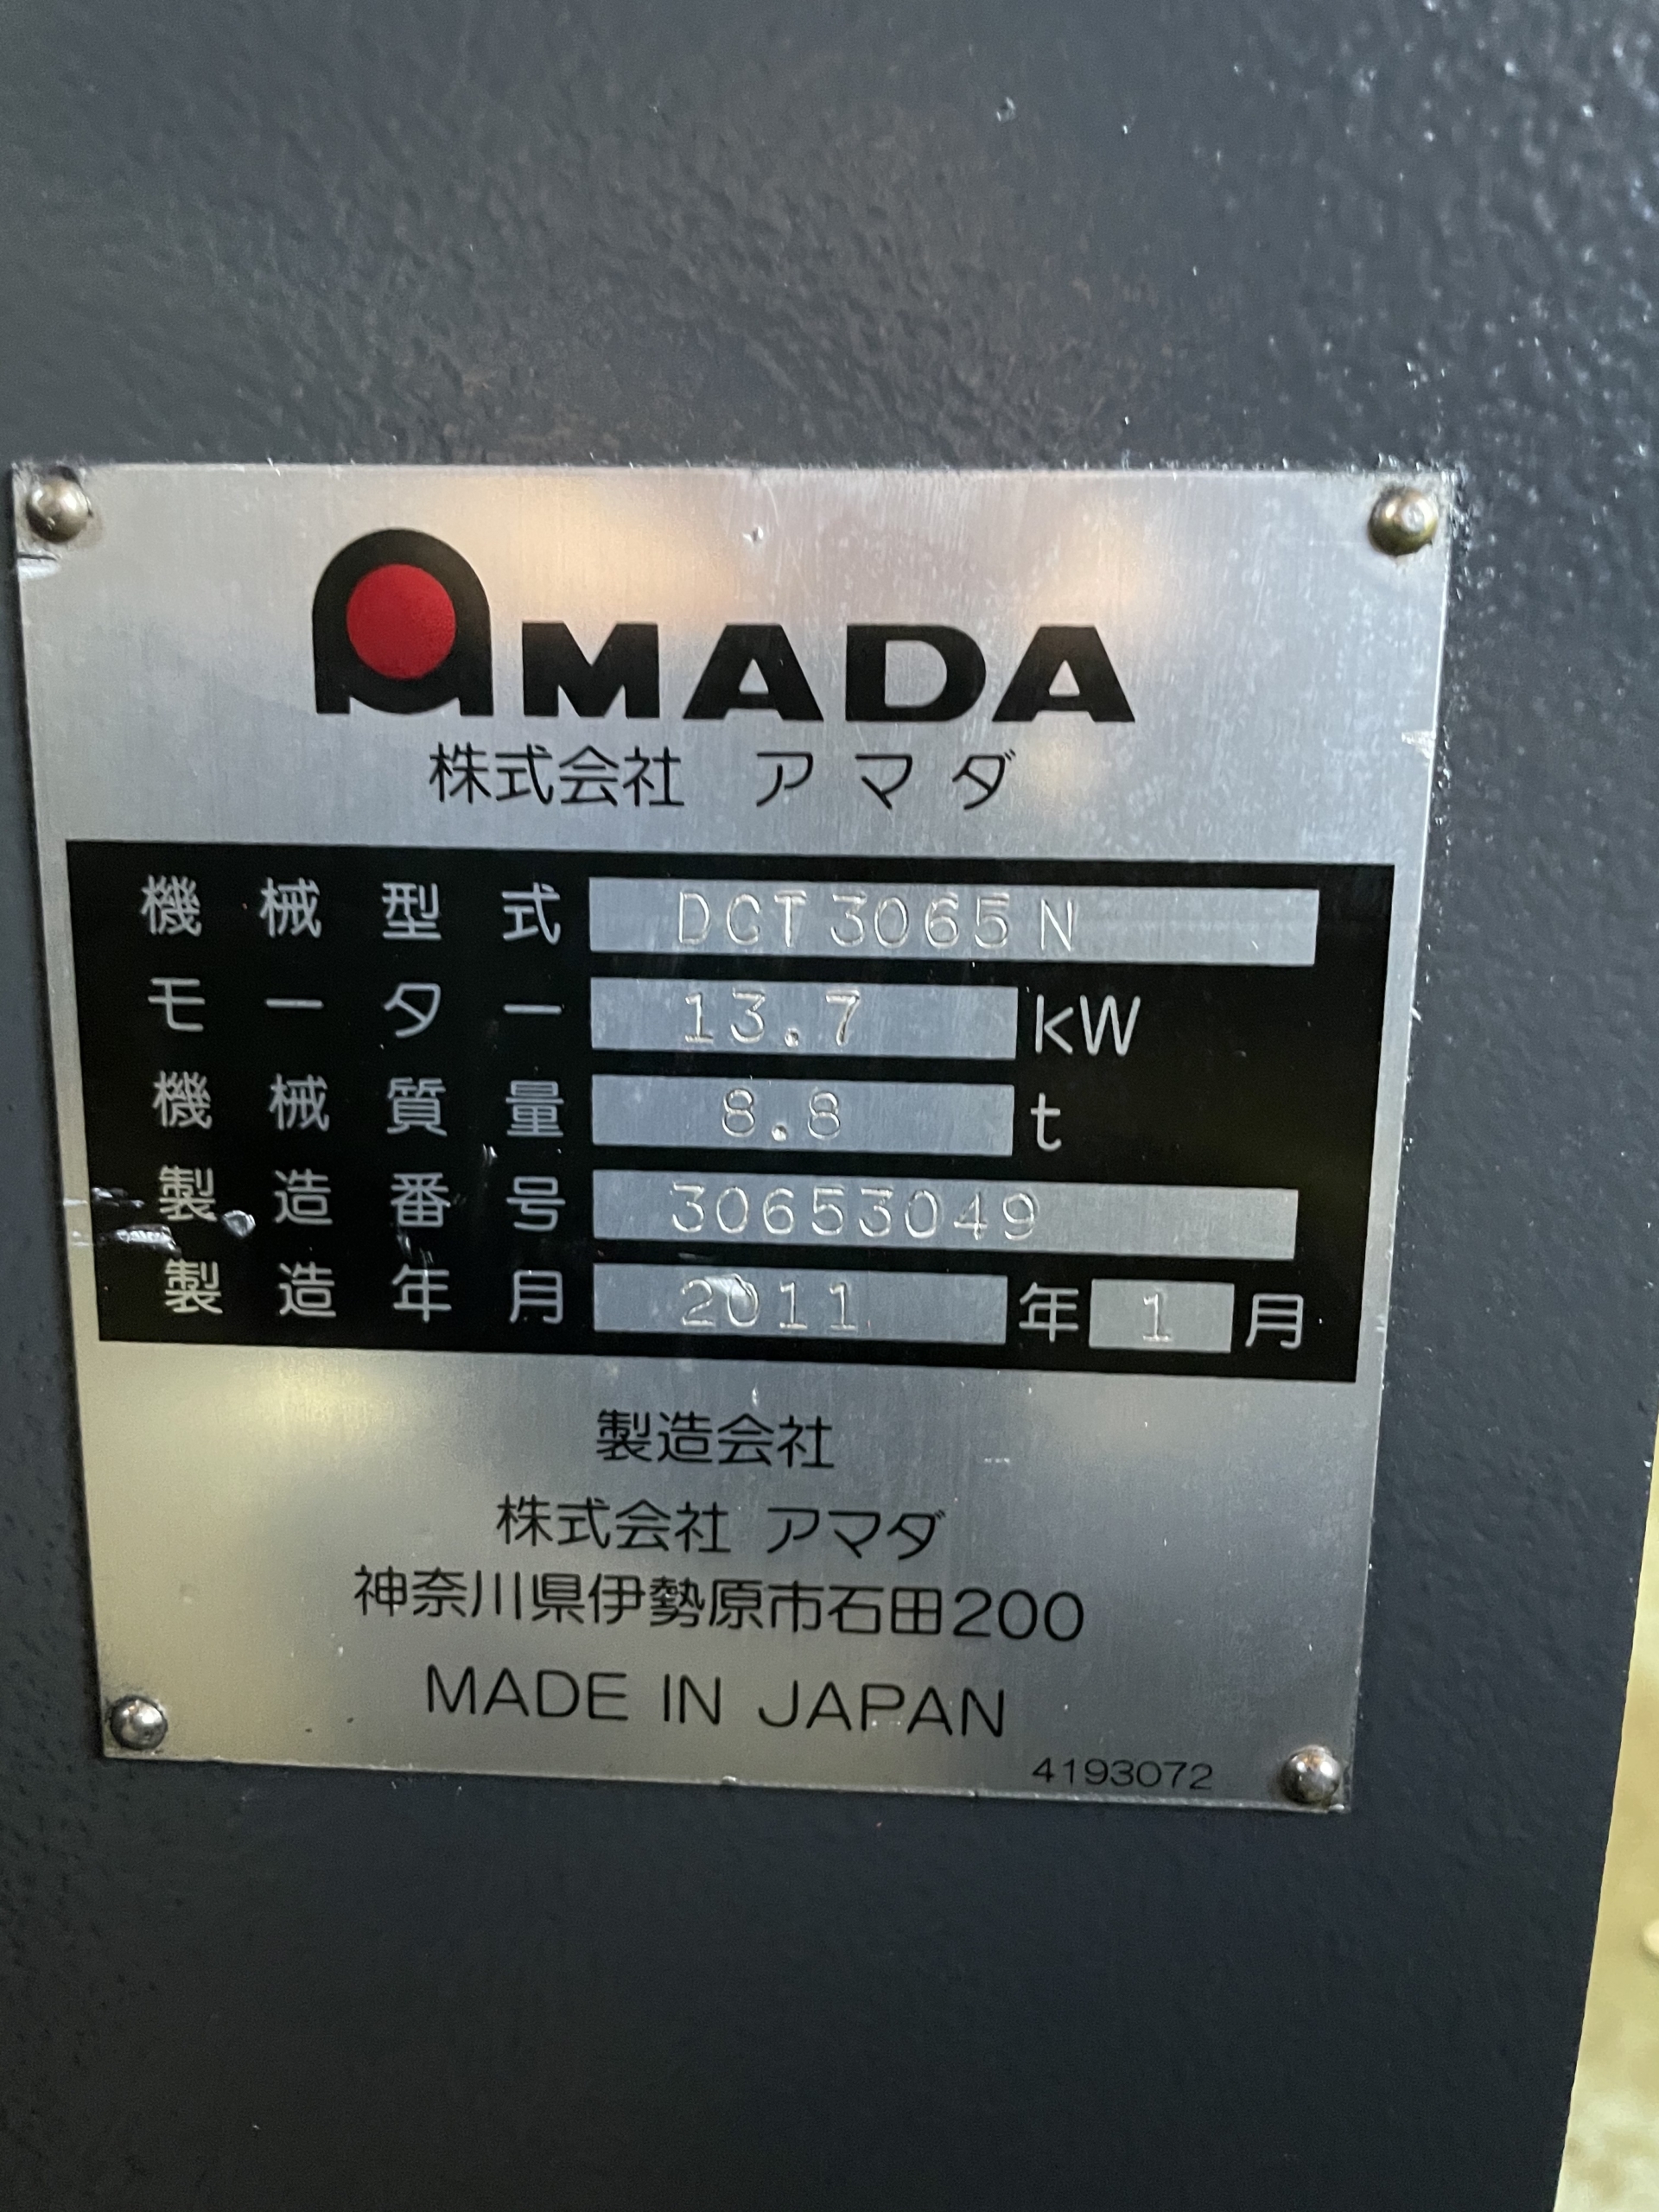 AMADA
株式会社 アマダ
機械型式 DCT3065N
モーター 13.7 kW
機械質量 8.8 t
製造番号 30653049
製造年月 2011 年 1 月
製造会社
株式会社 アマダ
神奈川県伊勢原市石田200
MADE IN JAPAN
4193072